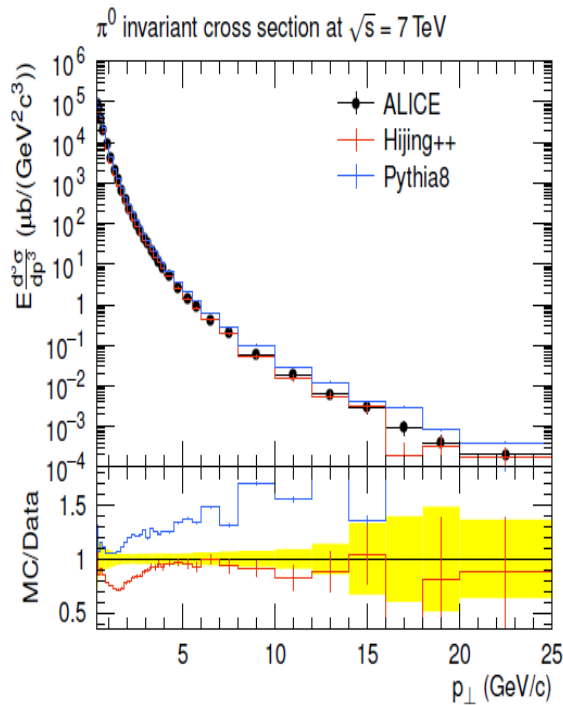 π⁰ invariant cross section at √s = 7 TeV
E d³σ/dp³ (μb/(GeV²c³))
10⁶
10⁵
10⁴
10³
10²
10
1
10⁻¹
10⁻²
10⁻³
10⁻⁴
ALICE
Hijing++
Pythia8
MC/Data
1.5
1
0.5
5
10
15
20
25
p⊥ (GeV/c)